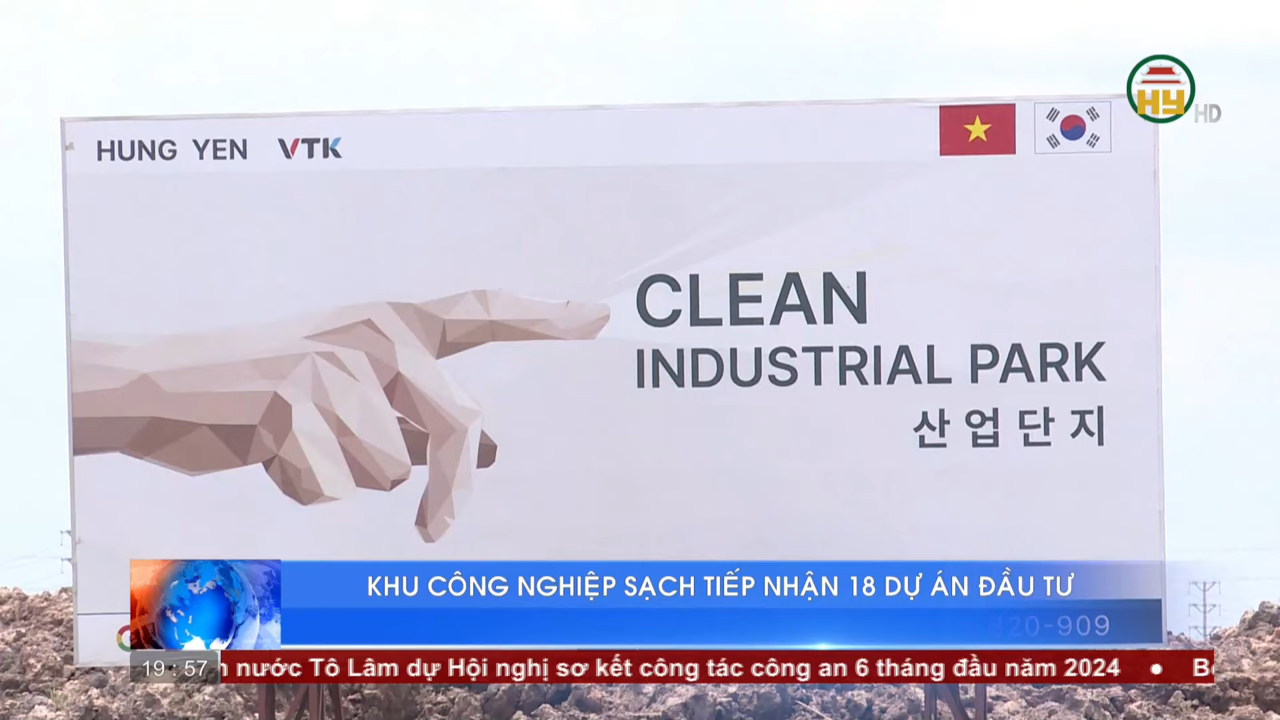 HY HD
HUNG YEN VTK
CLEAN
INDUSTRIAL PARK
산업단지
KHU CÔNG NGHIỆP SẠCH TIẾP NHẬN 18 DỰ ÁN ĐẦU TƯ
20-909
19:57 nước Tô Lâm dự Hội nghị sơ kết công tác công an 6 tháng đầu năm 2024 •